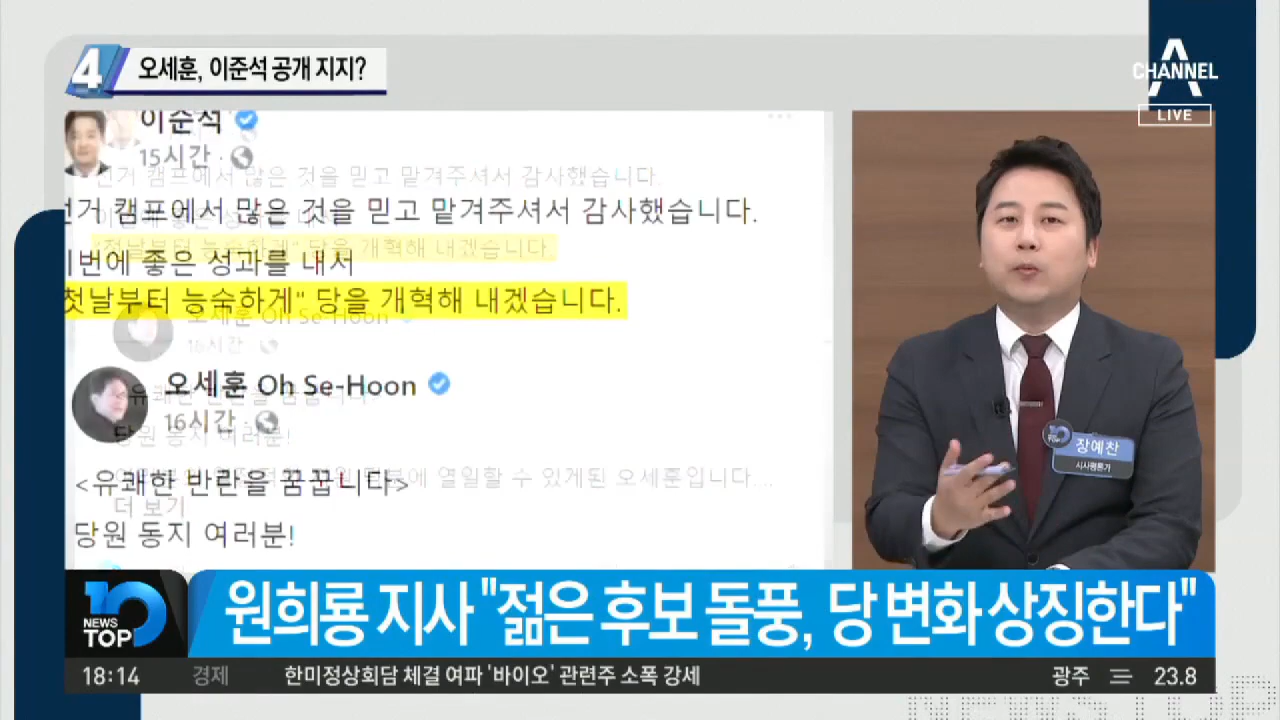 4 오세훈, 이준석 공개 지지?
CHANNEL A
LIVE
이준석
15시간
선거 캠프에서 많은 것을 믿고 맡겨주셔서 감사했습니다.
이번에 좋은 성과를 내서
"첫날부터 능숙하게" 당을 개혁해 내겠습니다.
오세훈 Oh Se-Hoon
16시간
<유쾌한 반란을 꿈꿉니다>
당원 동지 여러분!
더 보기
장예찬
시사평론가
NEWS TOP 10
원희룡 지사 "젊은 후보 돌풍, 당 변화 상징한다"
18:14 경제 한미정상회담 체결 여파 '바이오' 관련주 소폭 강세 광주 23.8